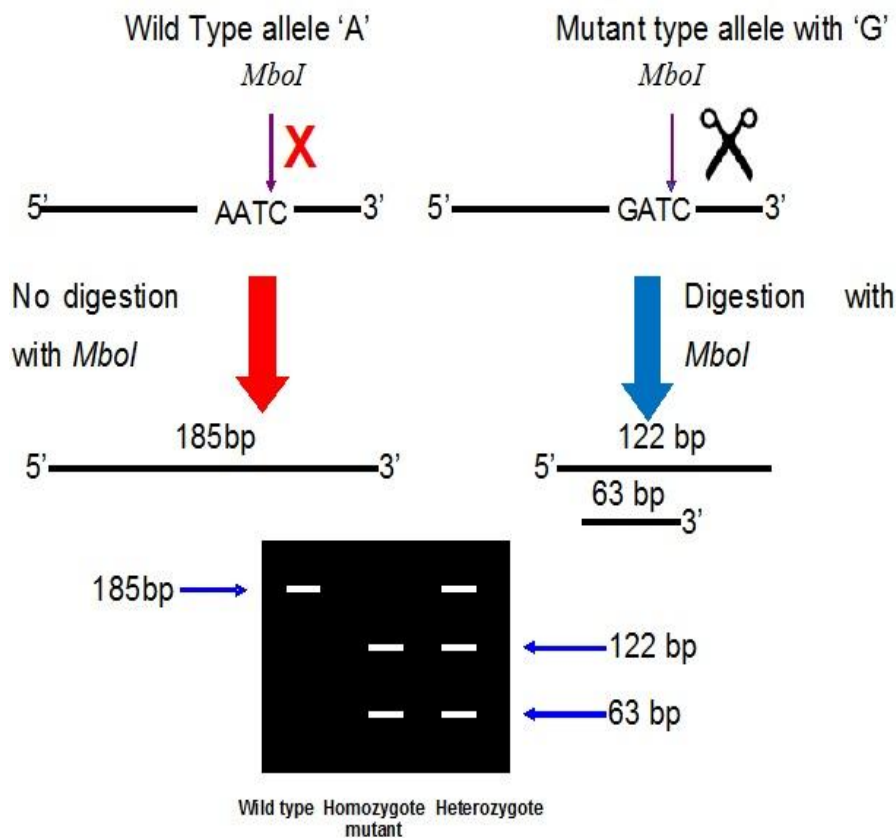 Wild Type allele ‘A’
MboI
X
5’ AATC 3’
No digestion
with MboI
185bp
5’ 3’
Mutant type allele with ‘G’
MboI
5’ GATC 3’
Digestion with
MboI
122 bp
5’
63 bp
3’
185bp
122 bp
63 bp
Wild type Homozygote Heterozygote
mutant